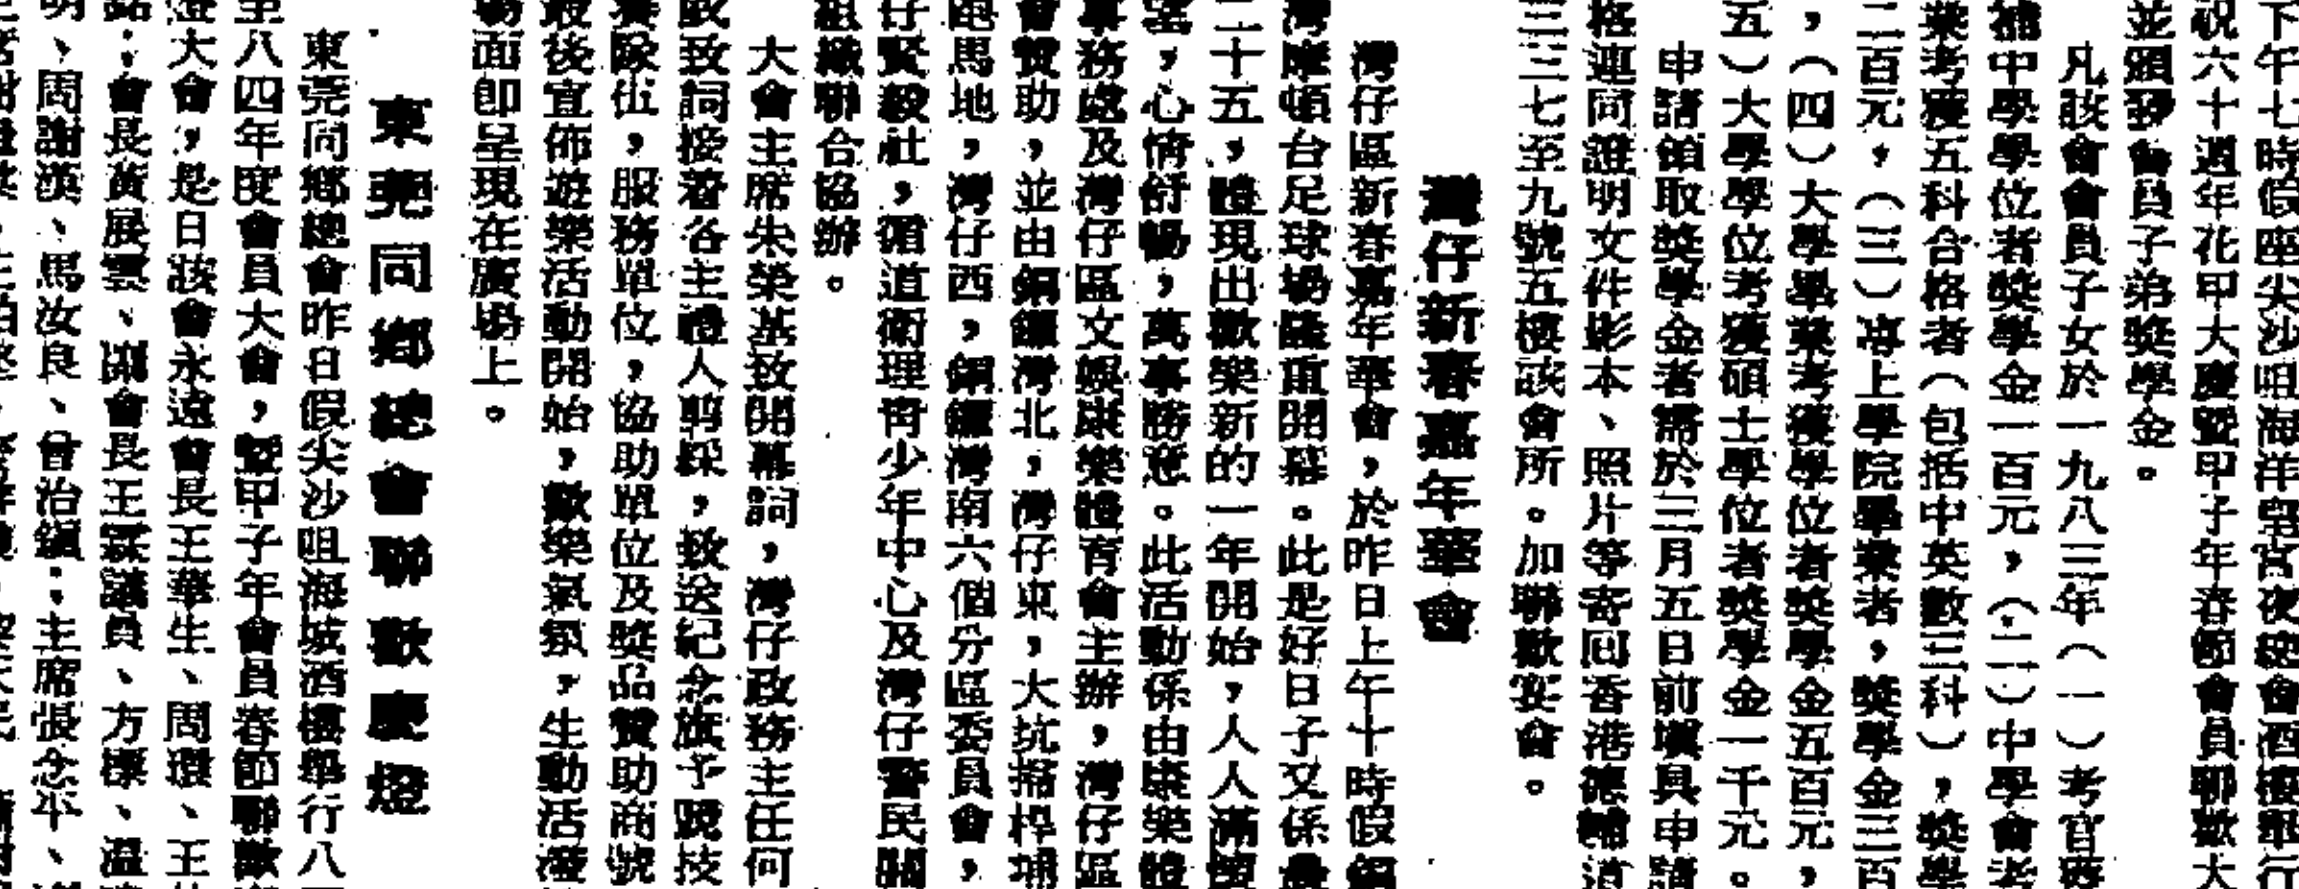 下午七時假座尖沙咀海洋皇宮夜總會酒樓舉行
祝六十週年花甲大慶暨甲子年春節會員聯歡大
並頒發會員子弟獎學金。
凡該會會員子女於一九八三年（一）考官
補中學學位者獎學金一百元，（二）中學會考
業考獲五科合格者（包括中英數三科），獎學
二百元，（三）專上學院畢業者，獎學金三百
，（四）大學畢業考獲學位者獎學金五百元，
五）大學學位考獲碩士學位者獎學金一千元。
申請領取獎學金者需於三月五日前填具申請
格連同證明文件影本、照片等寄回香港德輔道
三三七至九號五樓該會所。加聯歡宴會。
灣仔新春嘉年華會
灣仔區新春嘉年華會，於昨日上午十時假銅
灣摩頓台足球場隆重開幕。此是好日子又係農
二十五，體現出歡樂新的一年開始，人人滿懷
望，心情舒暢，萬事勝意。此活動係由康樂體
事務處及灣仔區文娛康樂體育會主辦，灣仔區
會贊助，並由銅鑼灣北，灣仔東，大坑掃桿埔
跑馬地，灣仔西，銅鑼灣南六個分區委員會，
仔賢毅社，循道衛理青少年中心及灣仔警民關
組織聯合協辦。
大會主席朱榮基致開幕詞，灣仔政務主任何
致致詞接着各主禮人剪綵，致送紀念旗予競技
賽隊伍，服務單位，協助單位及獎品贊助商號
最後宣佈遊樂活動開始，歡樂氣氛，生動活潑
場面即呈現在廣場上。
東莞同鄉總會聯歡慶燈
東莞同鄉總會昨日假尖沙咀海城酒樓舉行八
至八四年度會員大會，暨甲子年會員春節聯歡
燈大會，是日該會永遠會長王華生、周環、王
銘；會長黃展雲、副會長王霖議員、方標、溫
明、周謝漢、馬汝良、曾治鎮；主席張念平、